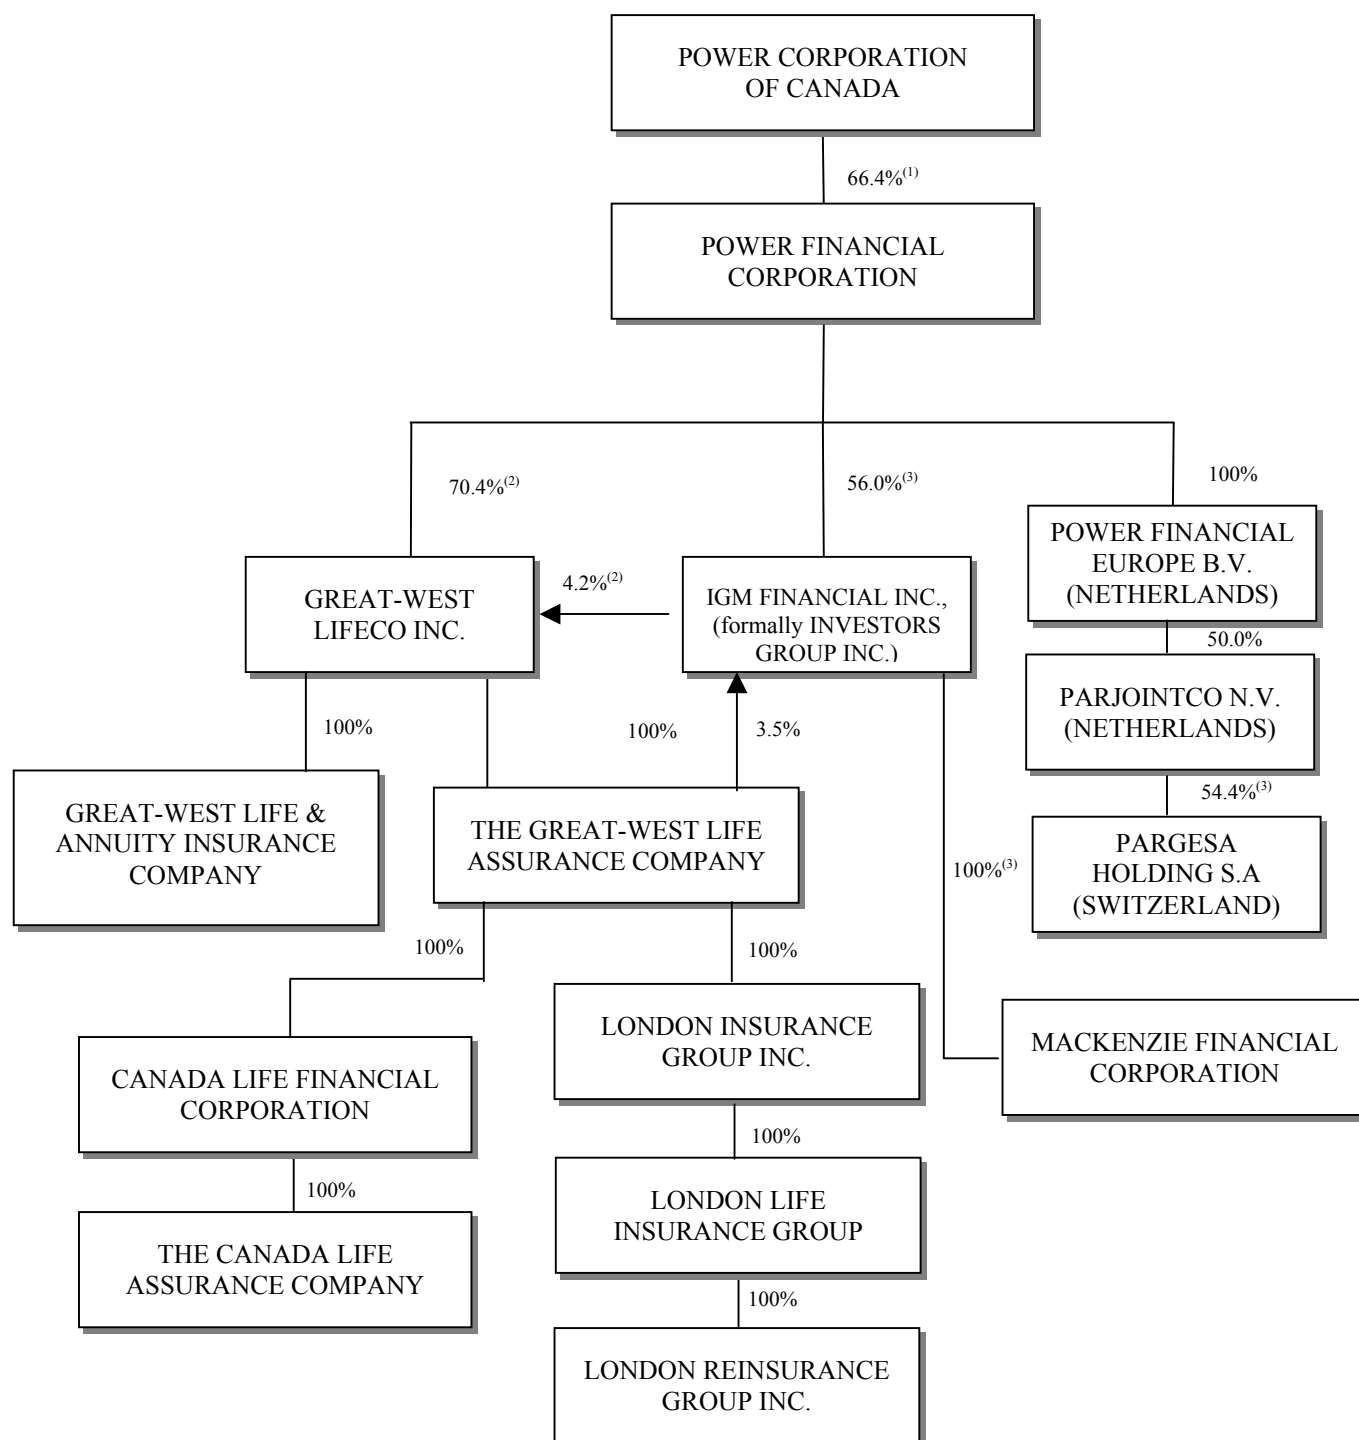 POWER CORPORATION
OF CANADA
66.4%(1)
POWER FINANCIAL
CORPORATION
70.4%(2)
56.0%(3)
100%
GREAT-WEST
LIFECO INC.
4.2%(2)
IGM FINANCIAL INC.,
(formally INVESTORS
GROUP INC.)
POWER FINANCIAL
EUROPE B.V.
(NETHERLANDS)
50.0%
PARJOINTCO N.V.
(NETHERLANDS)
54.4%(3)
PARGESA
HOLDING S.A
(SWITZERLAND)
100%
100%
3.5%
GREAT-WEST LIFE &
ANNUITY INSURANCE
COMPANY
THE GREAT-WEST LIFE
ASSURANCE COMPANY
100%(3)
100%
100%
CANADA LIFE FINANCIAL
CORPORATION
LONDON INSURANCE
GROUP INC.
MACKENZIE FINANCIAL
CORPORATION
100%
100%
THE CANADA LIFE
ASSURANCE COMPANY
LONDON LIFE
INSURANCE GROUP
100%
LONDON REINSURANCE
GROUP INC.